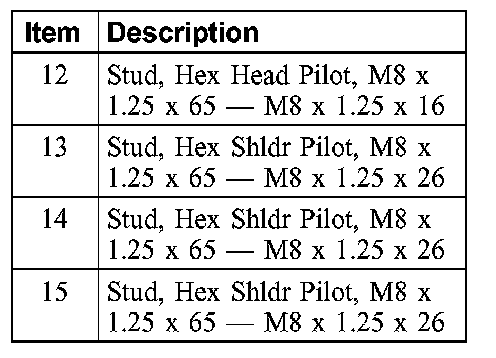 Item Description
12 Stud, Hex Head Pilot, M8 x
1.25 x 65 — M8 x 1.25 x 16
13 Stud, Hex Shldr Pilot, M8 x
1.25 x 65 — M8 x 1.25 x 26
14 Stud, Hex Shldr Pilot, M8 x
1.25 x 65 — M8 x 1.25 x 26
15 Stud, Hex Shldr Pilot, M8 x
1.25 x 65 — M8 x 1.25 x 26